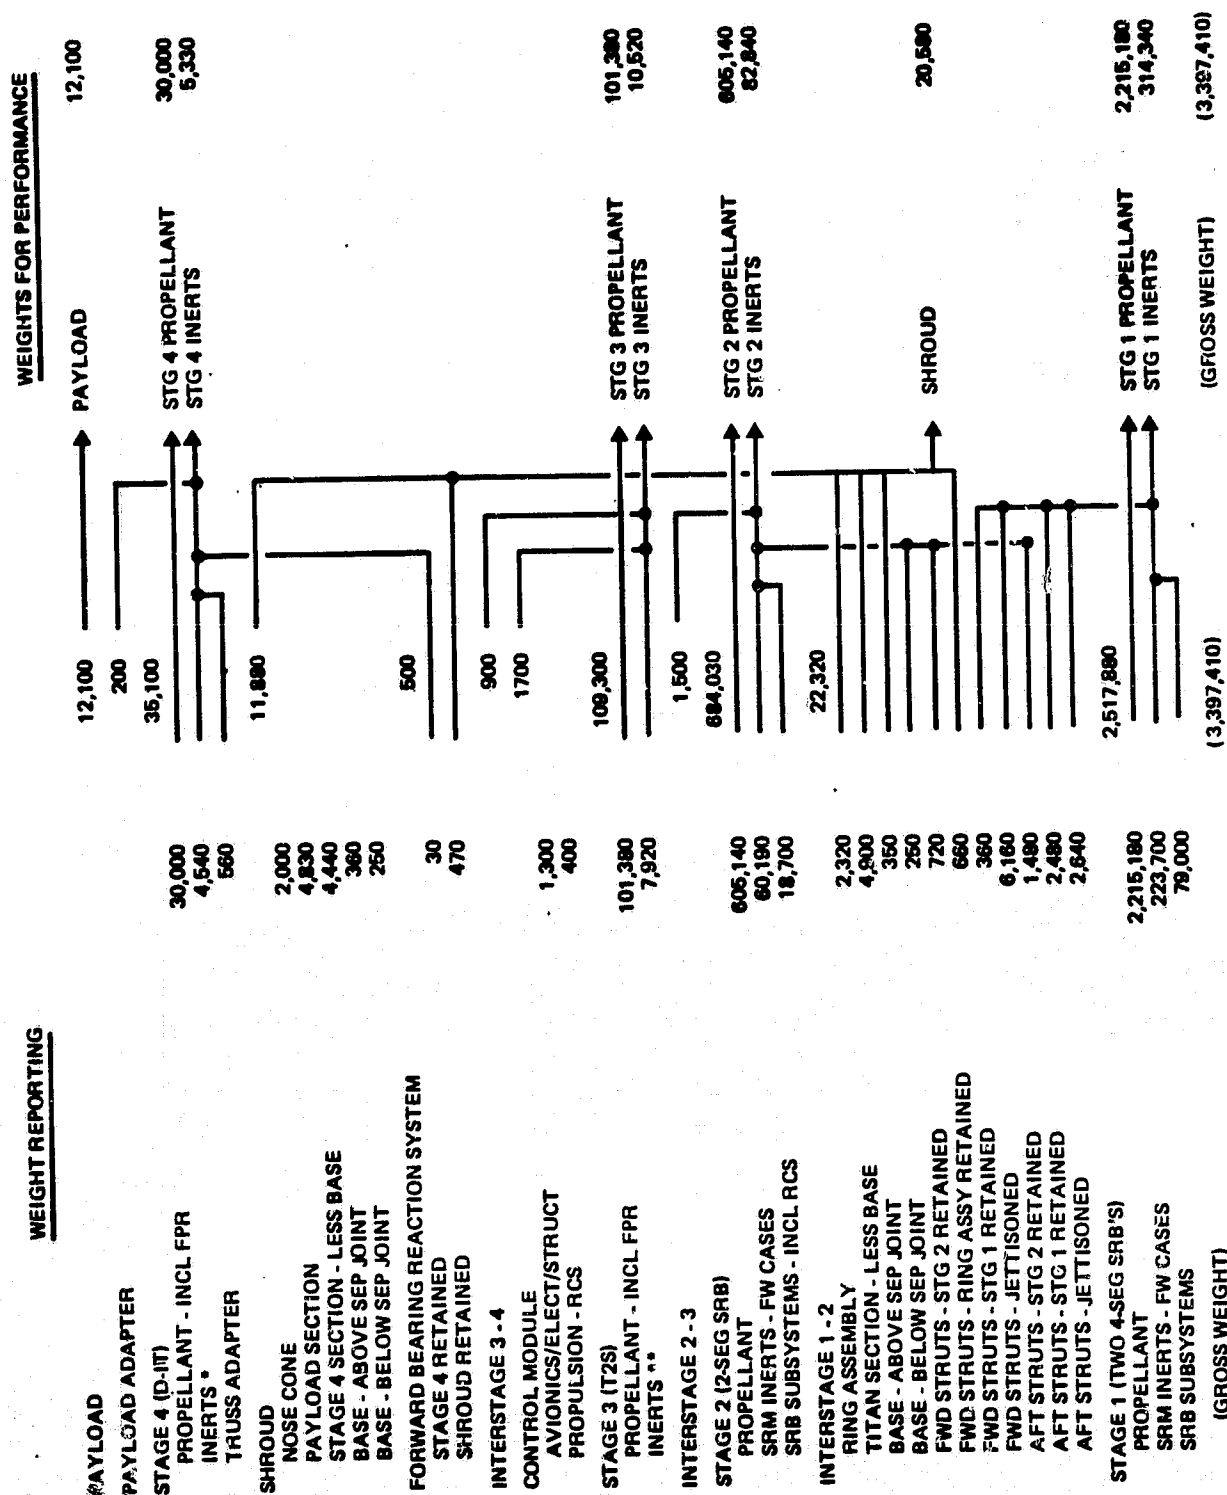 WEIGHT REPORTING WEIGHTS FOR PERFORMANCE
PAYLOAD 12,100 PAYLOAD 12,100
PAYLOAD ADAPTER 200
STAGE 4 (D-IT) 35,100
PROPELLANT - INCL FPR 30,000 STG 4 PROPELLANT 30,000
INERTS * 4,540 STG 4 INERTS 5,330
TRUSS ADAPTER 560
SHROUD 11,880
NOSE CONE 2,000
PAYLOAD SECTION 4,830
STAGE 4 SECTION - LESS BASE 4,440
BASE - ABOVE SEP JOINT 360
BASE - BELOW SEP JOINT 250
FORWARD BEARING REACTION SYSTEM 500
STAGE 4 RETAINED 30
SHROUD RETAINED 470
INTERSTAGE 3 - 4 900
CONTROL MODULE 1700
AVIONICS/ELECT/STRUCT 1,300
PROPULSION - RCS 400
STAGE 3 (T2S) 109,300
PROPELLANT - INCL FPR 101,380 STG 3 PROPELLANT 101,380
INERTS ** 7,920 STG 3 INERTS 10,520
INTERSTAGE 2 - 3 1,500
STAGE 2 (2-SEG SRB) 684,030
PROPELLANT 605,140 STG 2 PROPELLANT 605,140
SRM INERTS - FW CASES 60,190 STG 2 INERTS 82,840
SRB SUBSYSTEMS - INCL RCS 18,700
INTERSTAGE 1 - 2 22,320
RING ASSEMBLY 2,320
TITAN SECTION - LESS BASE 4,900
BASE - ABOVE SEP JOINT 350
BASE - BELOW SEP JOINT 250
FWD STRUTS - STG 2 RETAINED 720 SHROUD 20,580
FWD STRUTS - RING ASSY RETAINED 660
FWD STRUTS - STG 1 RETAINED 360
FWD STRUTS - JETTISONED 6,160
AFT STRUTS - STG 2 RETAINED 1,480
AFT STRUTS - STG 1 RETAINED 2,480
AFT STRUTS - JETTISONED 2,640
STAGE 1 (TWO 4-SEG SRB'S) 2,517,880
PROPELLANT 2,215,180 STG 1 PROPELLANT 2,215,180
SRM INERTS - FW CASES 223,700 STG 1 INERTS 314,340
SRB SUBSYSTEMS 79,000
(GROSS WEIGHT) (3,397,410) (GROSS WEIGHT) (3,397,410)